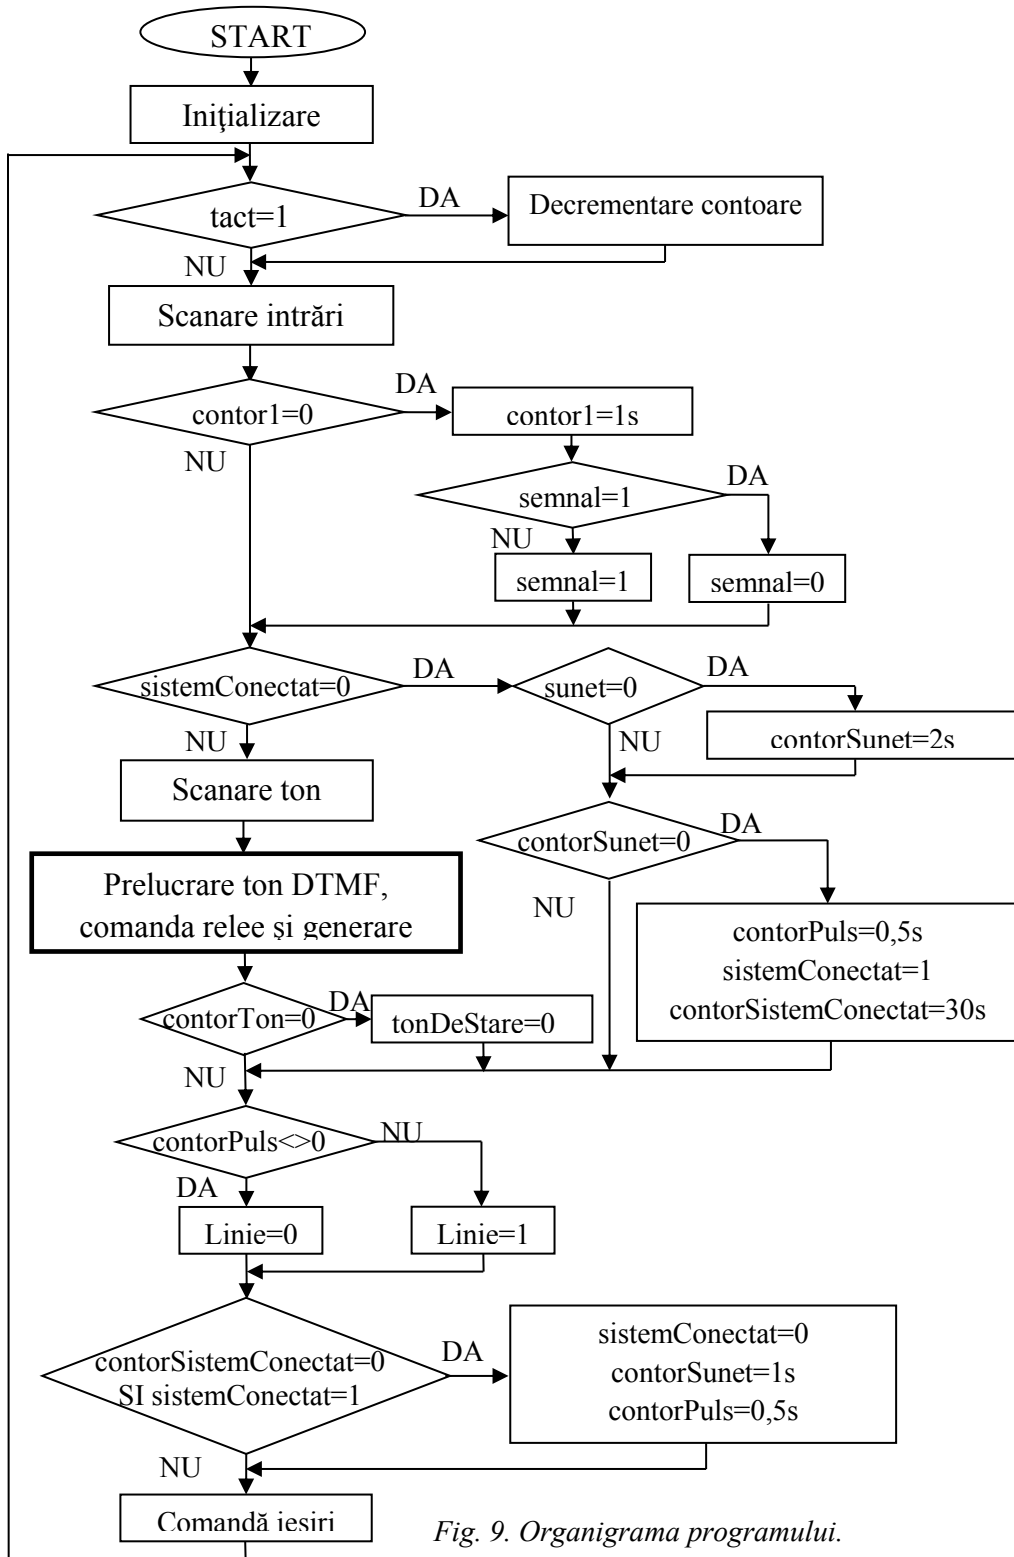 START
Iniţializare
tact=1
DA
Decrementare contoare
NU
Scanare intrări
contor1=0
DA
contor1=1s
NU
semnal=1
DA
NU
semnal=1
semnal=0
sistemConectat=0
DA
sunet=0
DA
NU
NU
contorSunet=2s
Scanare ton
contorSunet=0
DA
Prelucrare ton DTMF,
comanda relee şi generare
NU
contorPuls=0,5s
sistemConectat=1
contorSistemConectat=30s
contorTon=0
DA
tonDeStare=0
NU
contorPuls<>0
NU
DA
Linie=0
Linie=1
contorSistemConectat=0
SI sistemConectat=1
DA
sistemConectat=0
contorSunet=1s
contorPuls=0,5s
NU
Comandă iesiri
Fig. 9. Organigrama programului.